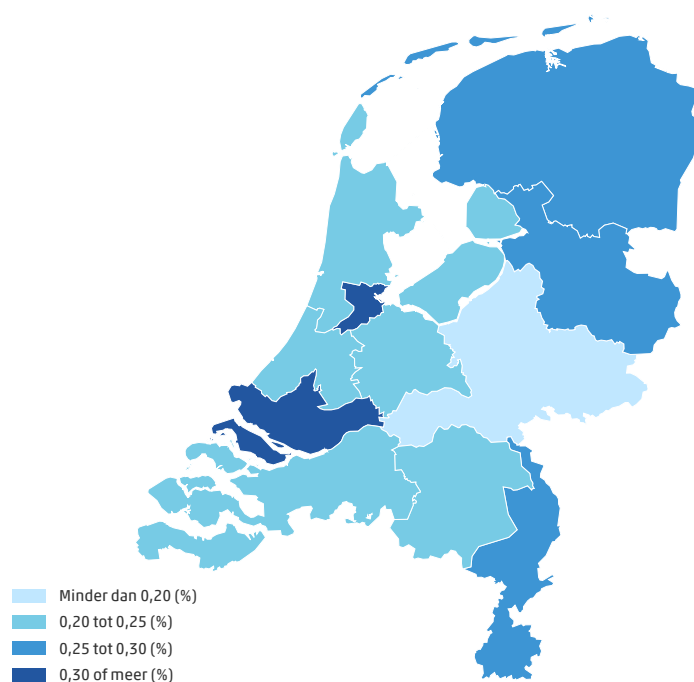 Minder dan 0,20 (%)
0,20 tot 0,25 (%)
0,25 tot 0,30 (%)
0,30 of meer (%)